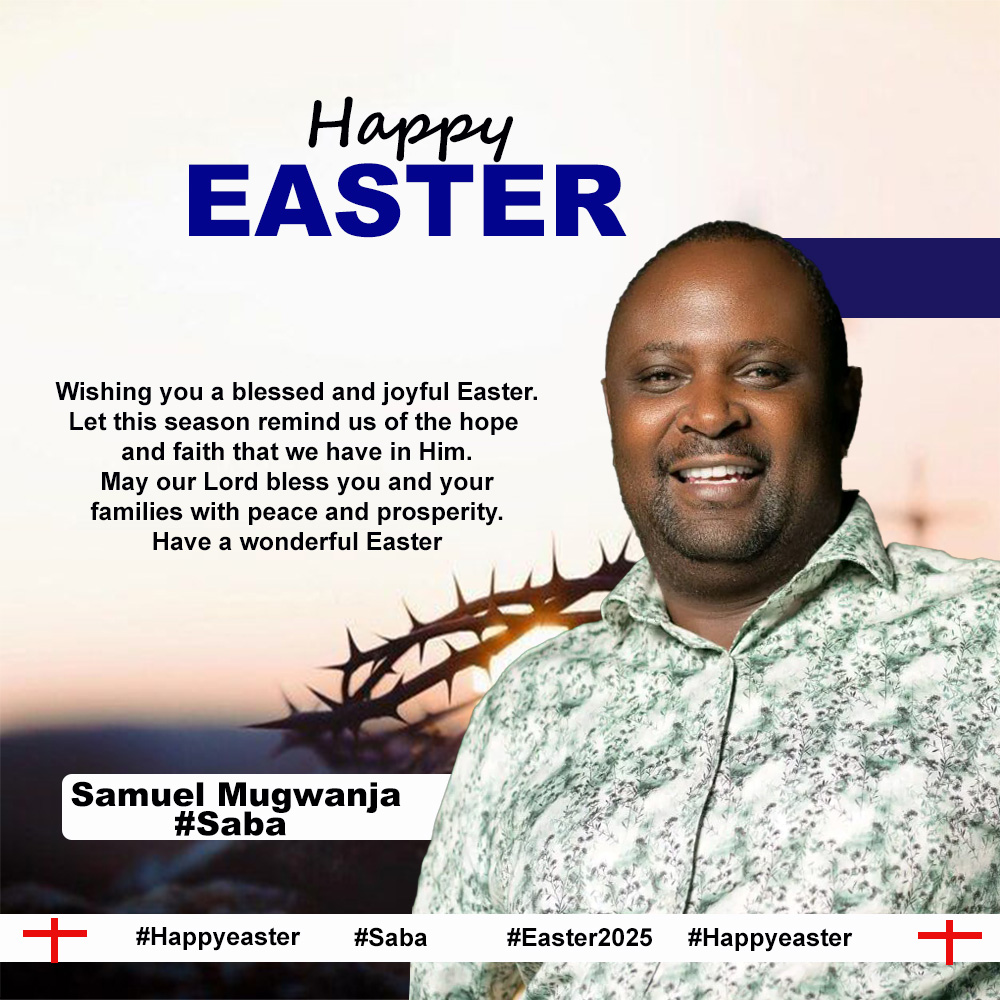 Happy
EASTER
Wishing you a blessed and joyful Easter.
Let this season remind us of the hope
and faith that we have in Him.
May our Lord bless you and your
families with peace and prosperity.
Have a wonderful Easter
Samuel Mugwanja
#Saba
#Happyeaster #Saba #Easter2025 #Happyeaster